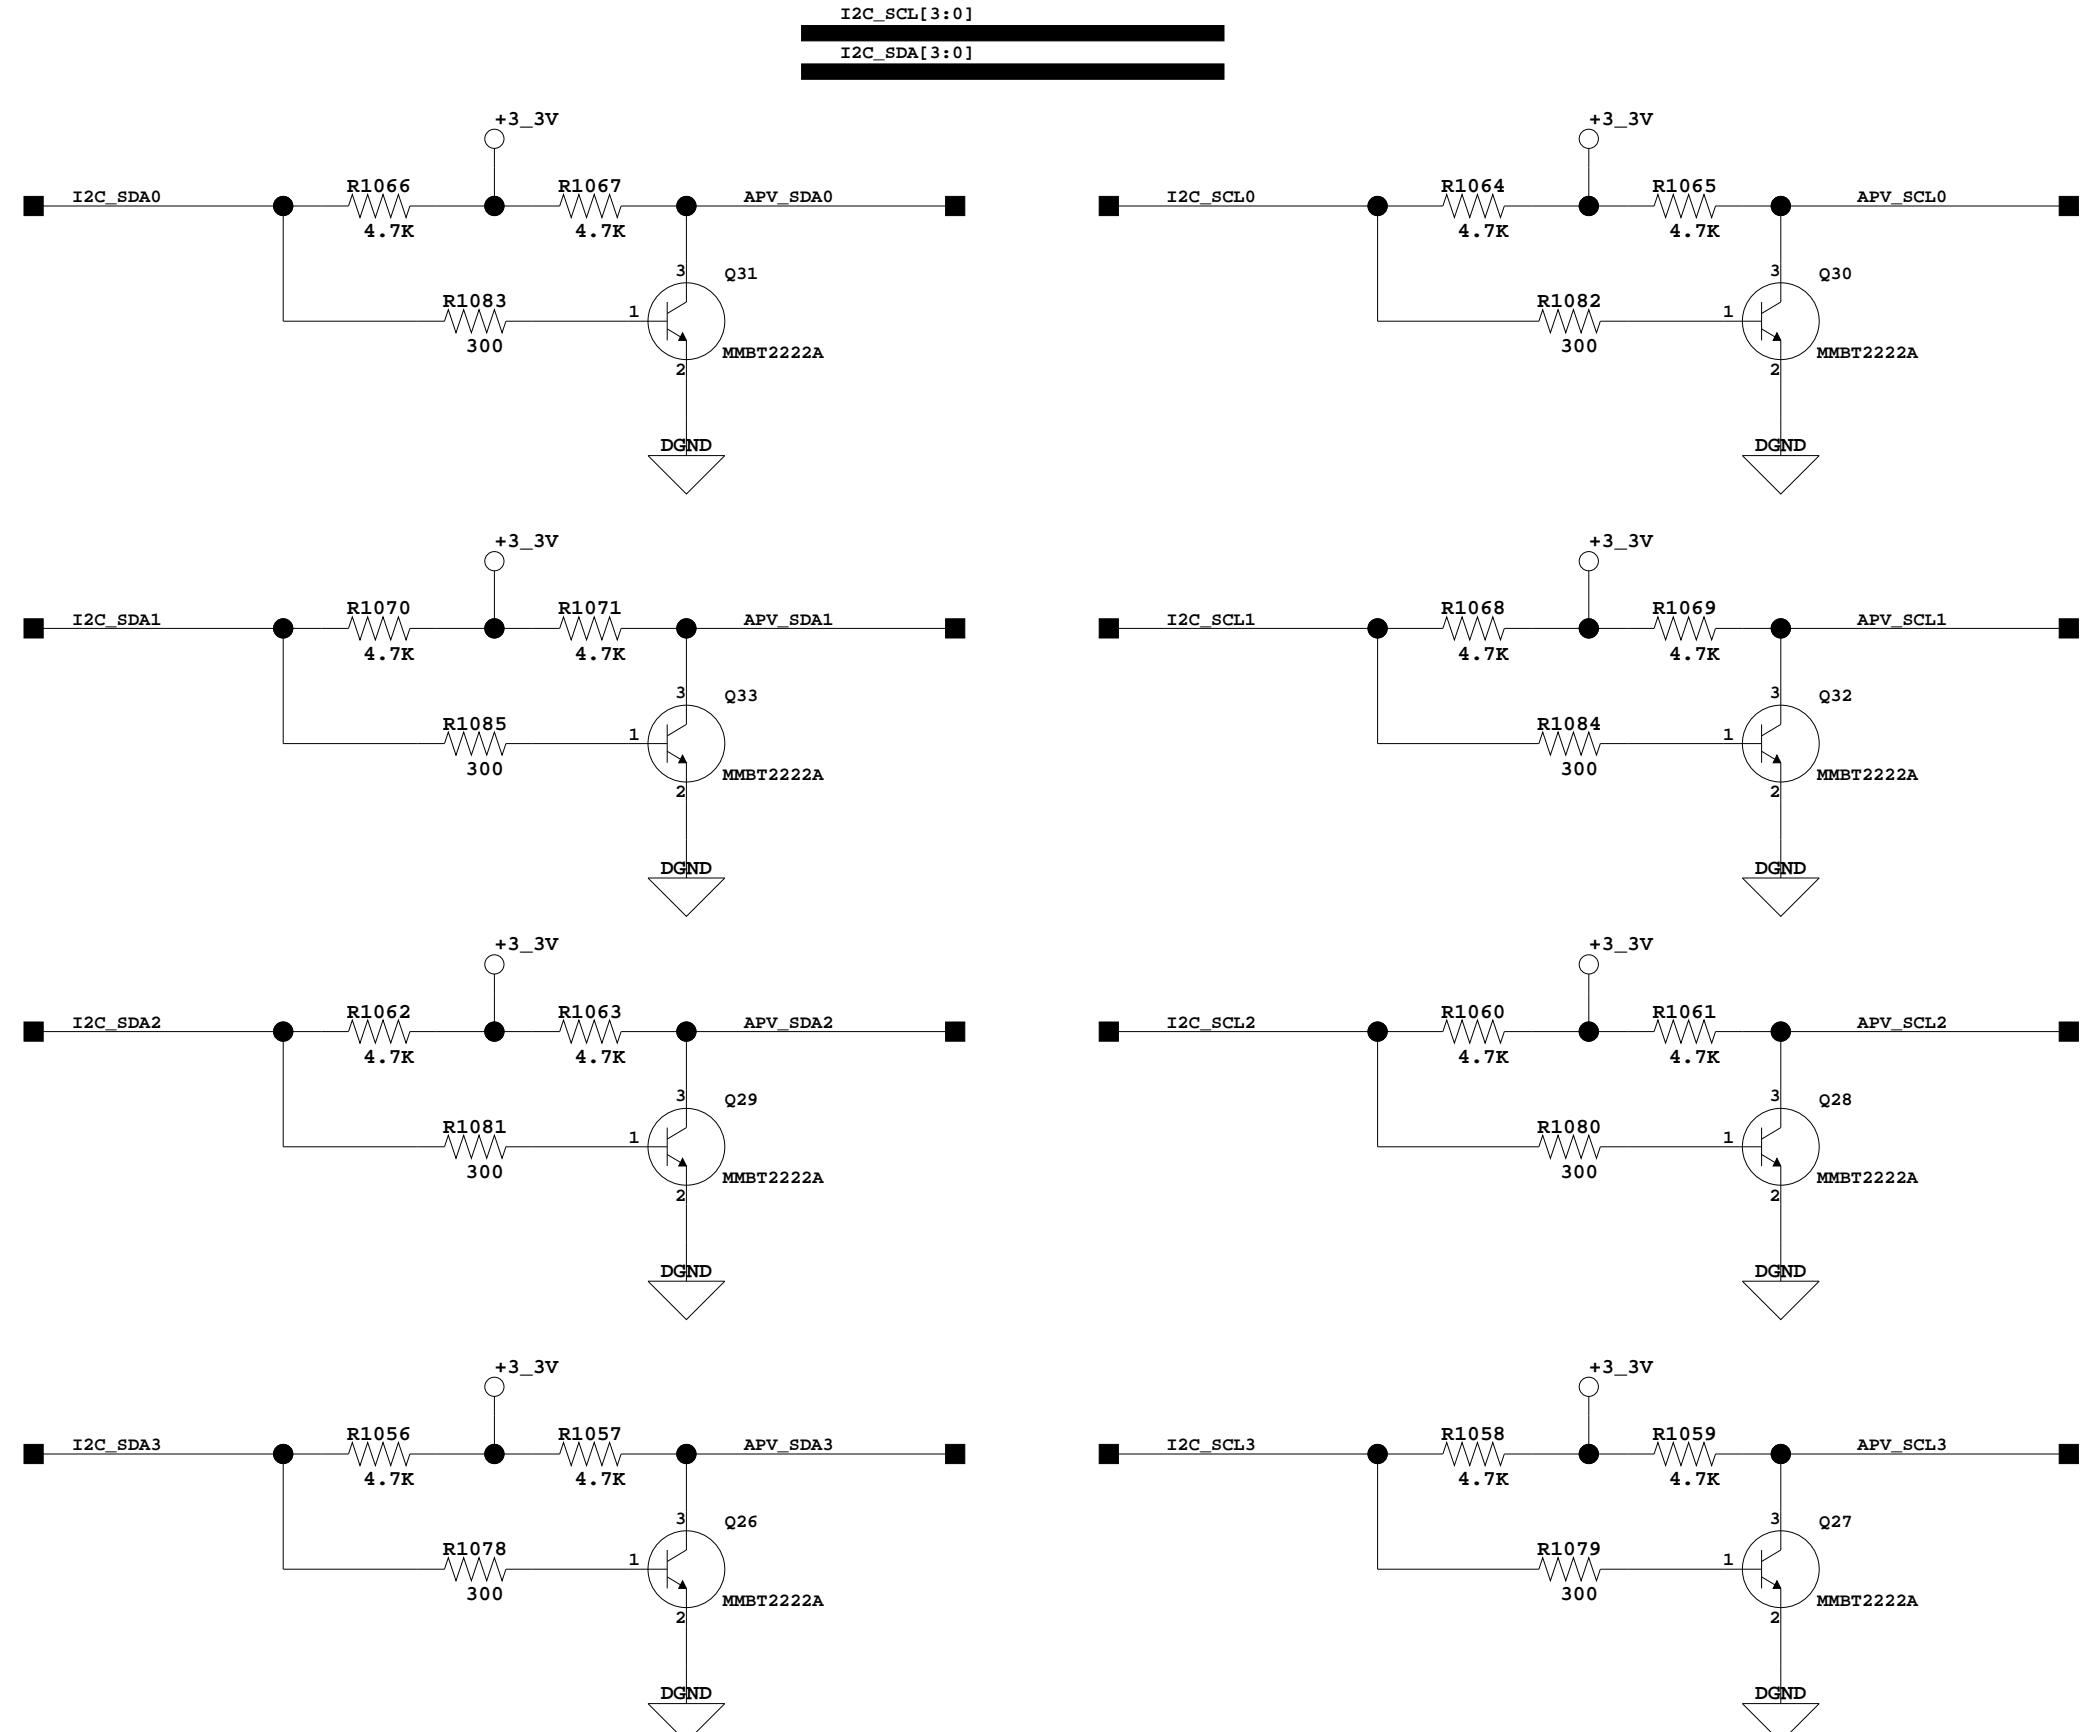 I2C_SCL[3:0]
I2C_SDA[3:0]
+3_3V +3_3V
I2C_SDA0 R1066 R1067 APV_SDA0 I2C_SCL0 R1064 R1065 APV_SCL0
4.7K 4.7K 4.7K 4.7K
3 Q31 3 Q30
R1083 1 R1082 1
300 MMBT2222A 300 MMBT2222A
2 2
DGND DGND
+3_3V +3_3V
I2C_SDA1 R1070 R1071 APV_SDA1 I2C_SCL1 R1068 R1069 APV_SCL1
4.7K 4.7K 4.7K 4.7K
3 Q33 3 Q32
R1085 1 R1084 1
300 MMBT2222A 300 MMBT2222A
2 2
DGND DGND
+3_3V +3_3V
I2C_SDA2 R1062 R1063 APV_SDA2 I2C_SCL2 R1060 R1061 APV_SCL2
4.7K 4.7K 4.7K 4.7K
3 Q29 3 Q28
R1081 1 R1080 1
300 MMBT2222A 300 MMBT2222A
2 2
DGND DGND
+3_3V +3_3V
I2C_SDA3 R1056 R1057 APV_SDA3 I2C_SCL3 R1058 R1059 APV_SCL3
4.7K 4.7K 4.7K 4.7K
3 Q26 3 Q27
R1078 1 R1079 1
300 MMBT2222A 300 MMBT2222A
2 2
DGND DGND